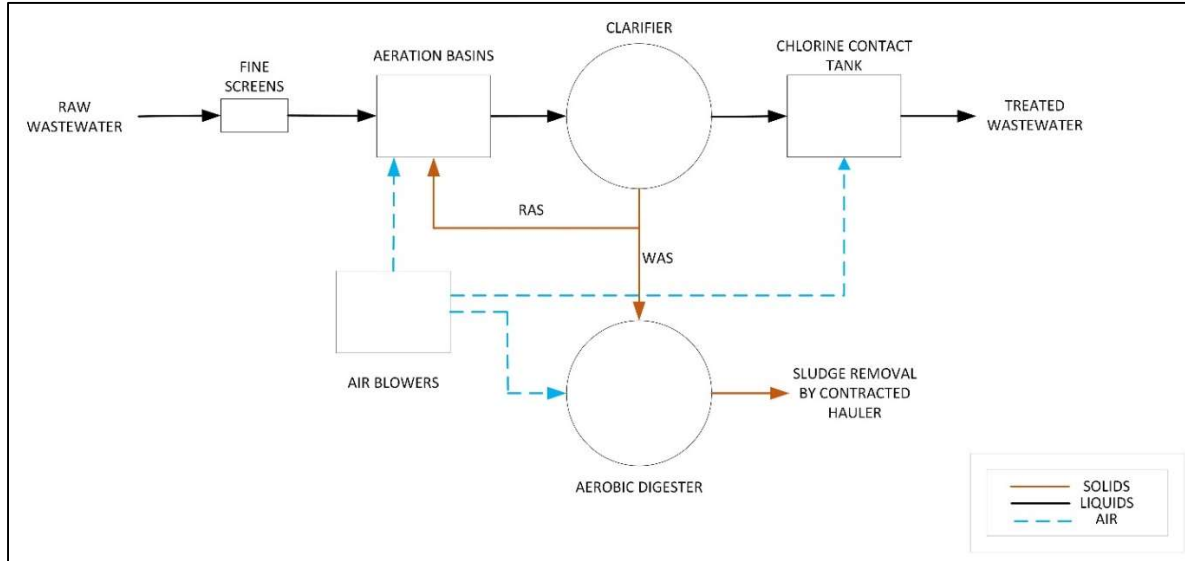 CLARIFIER
AERATION BASINS
CHLORINE CONTACT
TANK
FINE
SCREENS
RAW
WASTEWATER
TREATED
WASTEWATER
RAS
WAS
AIR BLOWERS
SLUDGE REMOVAL
BY CONTRACTED
HAULER
AEROBIC DIGESTER
SOLIDS
LIQUIDS
AIR